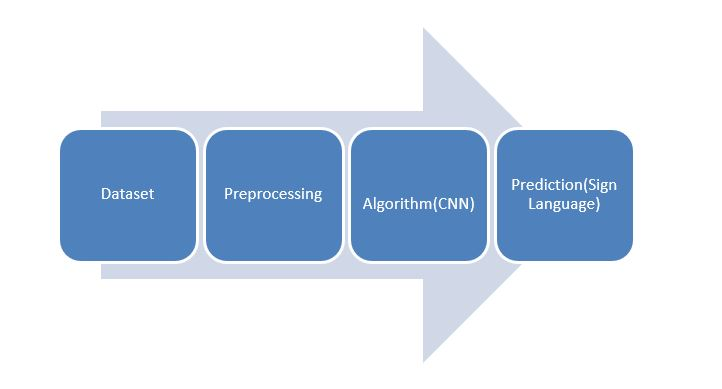 Dataset
Preprocessing
Algorithm(CNN)
Prediction(Sign
Language)